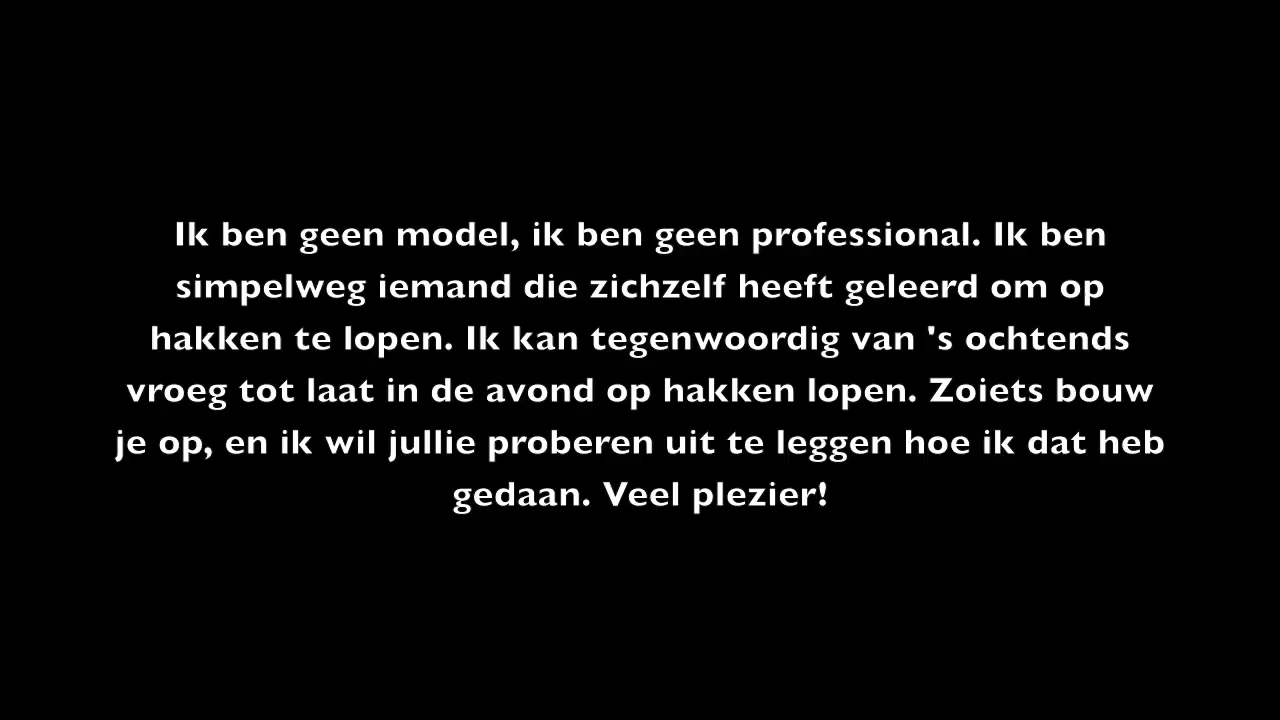 Ik ben geen model, ik ben geen professional. Ik ben
simpelweg iemand die zichzelf heeft geleerd om op
hakken te lopen. Ik kan tegenwoordig van 's ochtends
vroeg tot laat in de avond op hakken lopen. Zoiets bouw
je op, en ik wil jullie proberen uit te leggen hoe ik dat heb
gedaan. Veel plezier!